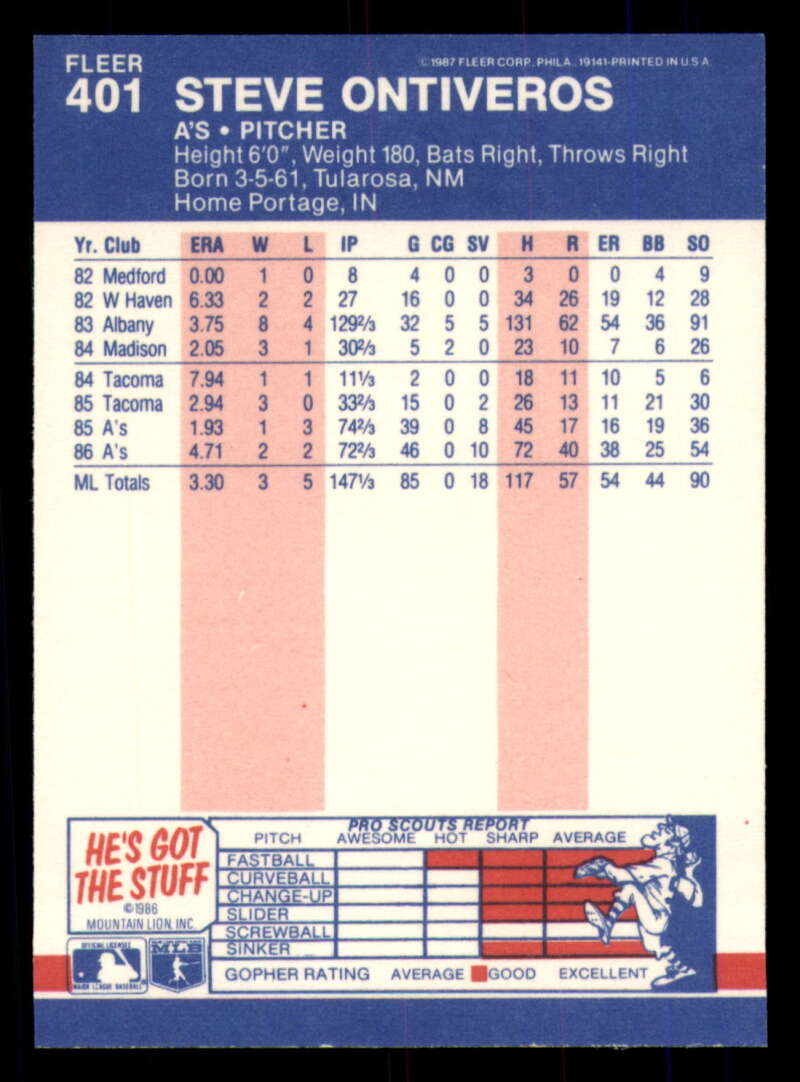 FLEER
©1987 FLEER CORP. PHILA., 19141-PRINTED IN U.S.A.
401 STEVE ONTIVEROS
A'S • PITCHER
Height 6'0", Weight 180, Bats Right, Throws Right
Born 3-5-61, Tularosa, NM
Home Portage, IN
Yr. Club ERA W L IP G CG SV H R ER BB SO
82 Medford 0.00 1 0 8 4 0 0 3 0 0 4 9
82 W Haven 6.33 2 2 27 16 0 0 34 26 19 12 28
83 Albany 3.75 8 4 129⅔ 32 5 5 131 62 54 36 91
84 Madison 2.05 3 1 30⅔ 5 2 0 23 10 7 6 26
84 Tacoma 7.94 1 1 11⅓ 2 0 0 18 11 10 5 6
85 Tacoma 2.94 3 0 33⅔ 15 0 2 26 13 11 21 30
85 A's 1.93 1 3 74⅔ 39 0 8 45 17 16 19 36
86 A's 4.71 2 2 72⅔ 46 0 10 72 40 38 25 54
ML Totals 3.30 3 5 147⅓ 85 0 18 117 57 54 44 90
HE'S GOT
THE STUFF
©1986
MOUNTAIN LION, INC.
PRO SCOUTS REPORT
PITCH AWESOME HOT SHARP AVERAGE
FASTBALL
CURVEBALL
CHANGE-UP
SLIDER
SCREWBALL
SINKER
GOPHER RATING AVERAGE GOOD EXCELLENT
OFFICIAL LICENSEE
MAJOR LEAGUE BASEBALL
MLB